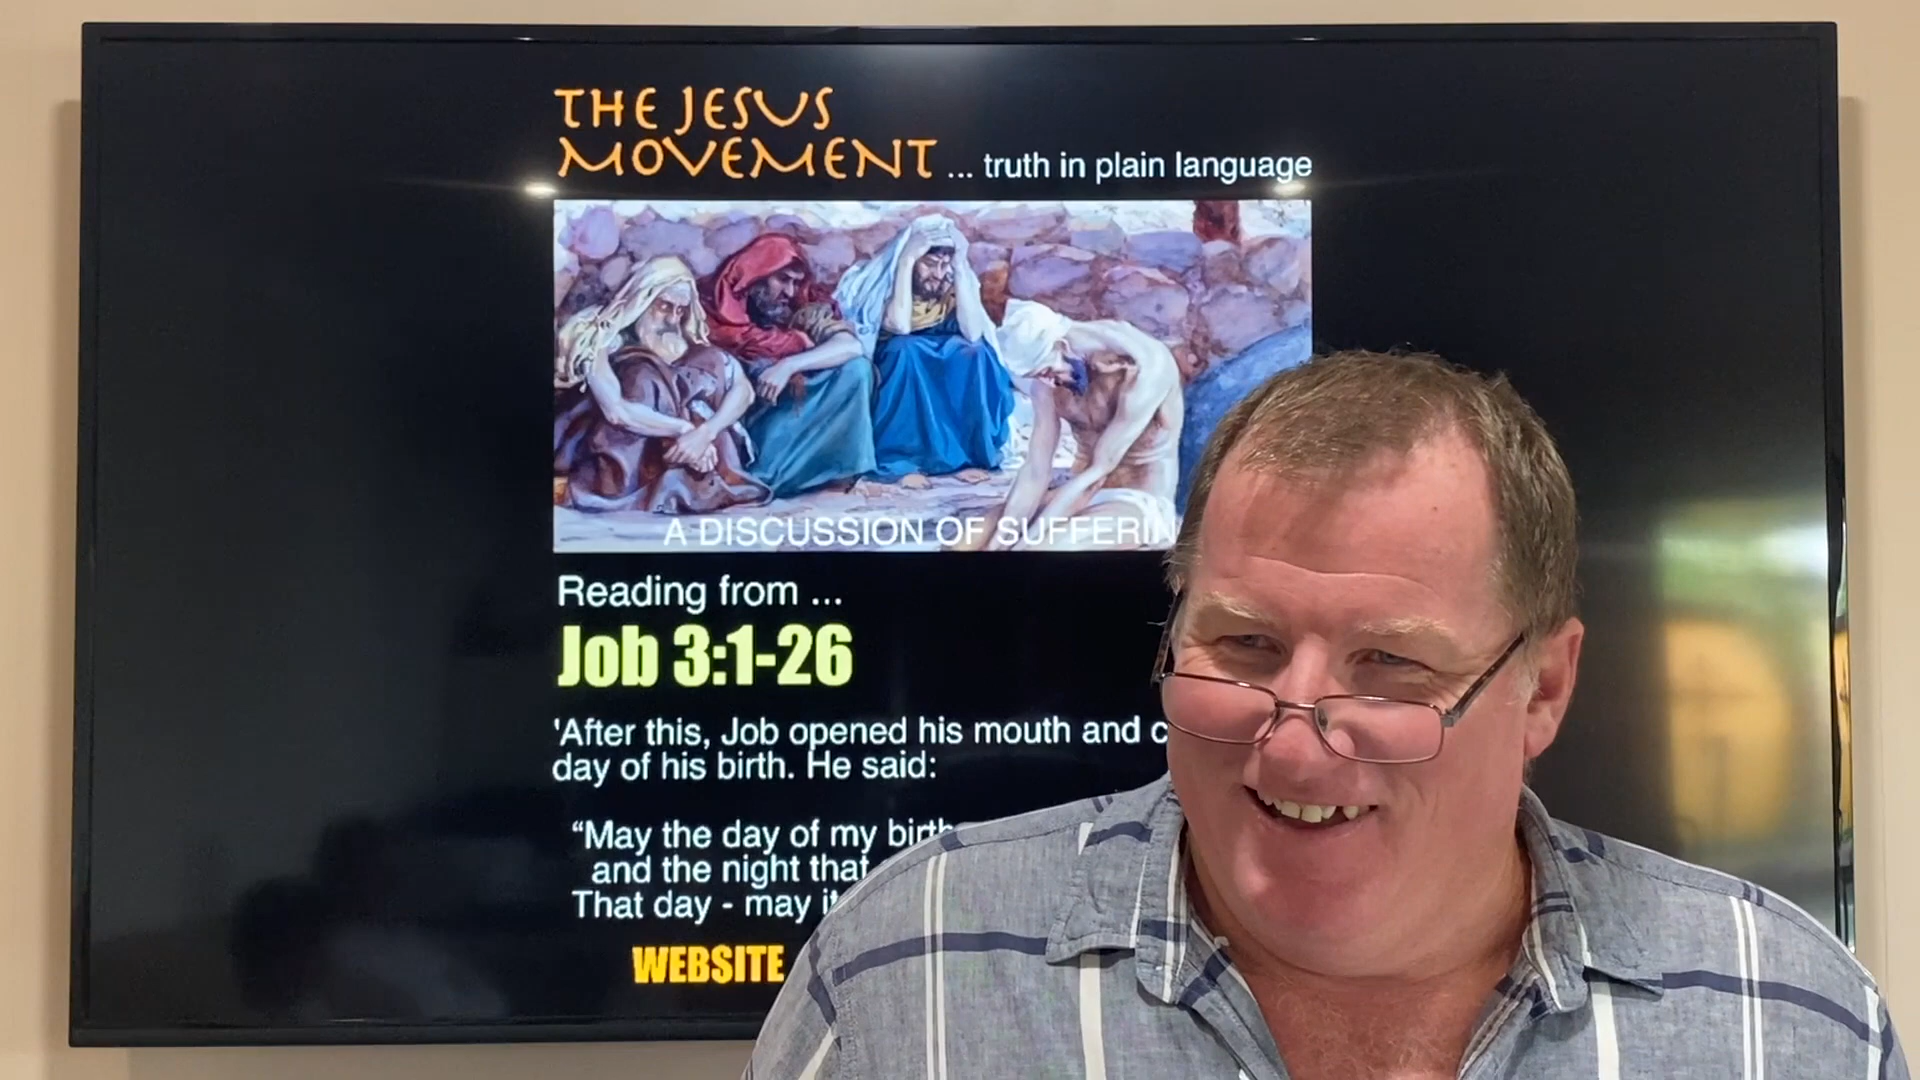 THE JESUS
MOVEMENT ... truth in plain language
A DISCUSSION OF
Reading from ...
Job 3:1-26
'After this, Job opened his mouth and
day of his birth. He said:
“May the day of my birth
and the night that
That day - may it
WEBSITE